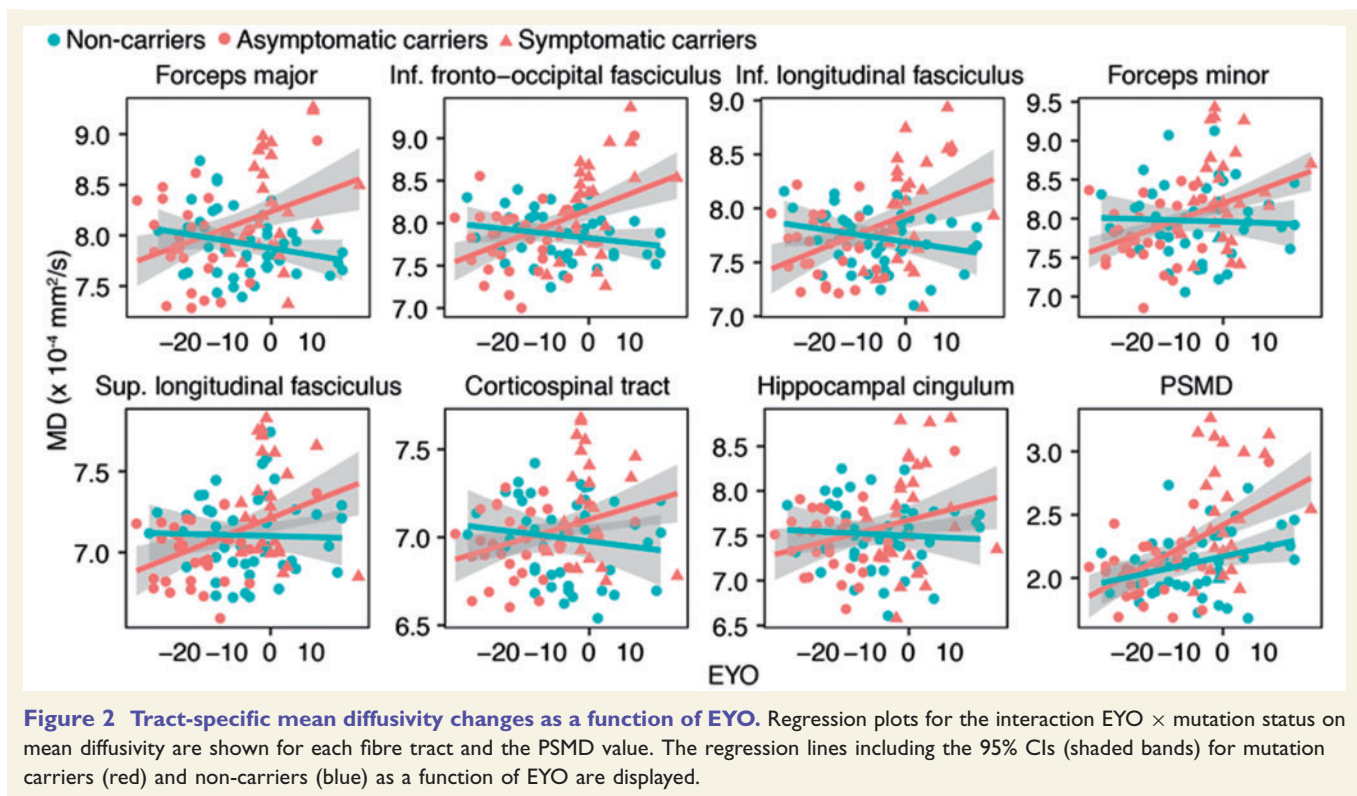 Non-carriers Asymptomatic carriers Symptomatic carriers
Forceps major Inf. fronto-occipital fasciculus Inf. longitudinal fasciculus Forceps minor
MD (x 10⁻⁴ mm²/s)
9.0
8.5
8.0
7.5
-20 -10 0 10
9.0
8.5
8.0
7.5
7.0
-20 -10 0 10
9.0
8.5
8.0
7.5
7.0
-20 -10 0 10
9.5
9.0
8.5
8.0
7.5
7.0
-20 -10 0 10
Sup. longitudinal fasciculus Corticospinal tract Hippocampal cingulum PSMD
7.5
7.0
-20 -10 0 10
7.5
7.0
6.5
-20 -10 0 10
8.5
8.0
7.5
7.0
6.5
-20 -10 0 10
3.0
2.5
2.0
-20 -10 0 10
EYO
Figure 2 Tract-specific mean diffusivity changes as a function of EYO. Regression plots for the interaction EYO × mutation status on
mean diffusivity are shown for each fibre tract and the PSMD value. The regression lines including the 95% CIs (shaded bands) for mutation
carriers (red) and non-carriers (blue) as a function of EYO are displayed.